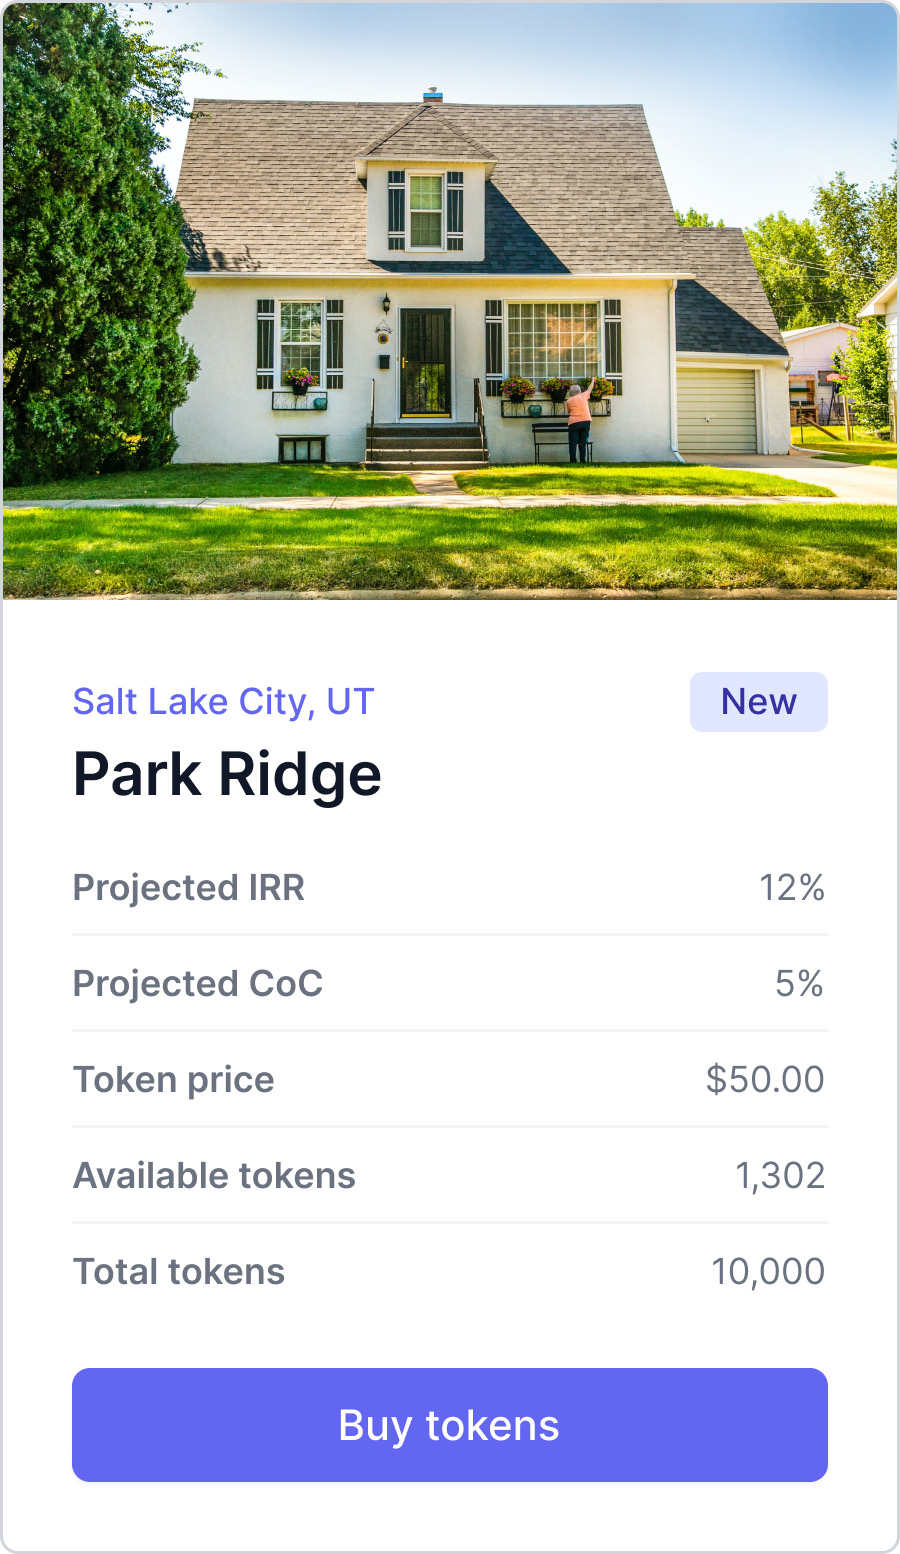 Salt Lake City, UT
New
Park Ridge
Projected IRR 12%
Projected CoC 5%
Token price $50.00
Available tokens 1,302
Total tokens 10,000
Buy tokens